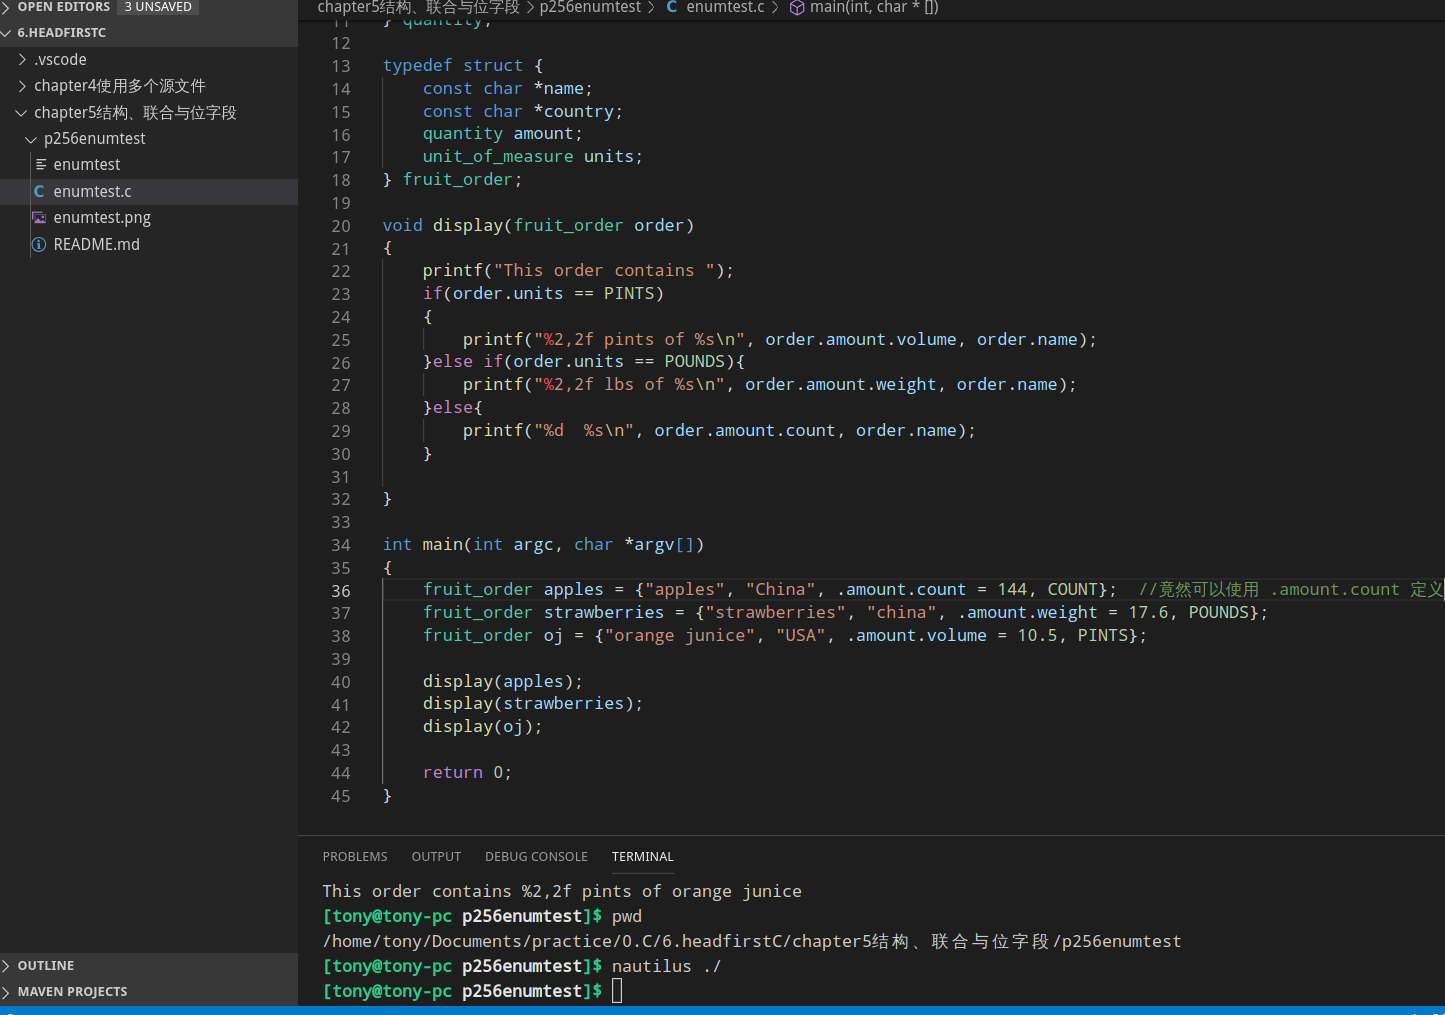 OPEN EDITORS 3 UNSAVED
6.HEADFIRSTC
.vscode
chapter4使用多个源文件
chapter5结构、联合与位字段
p256enumtest
enumtest
enumtest.c
enumtest.png
README.md
OUTLINE
MAVEN PROJECTS
chapter5结构、联合与位字段 > p256enumtest > C enumtest.c > main(int, char * [])
11 } quantity;
12
13 typedef struct {
14     const char *name;
15     const char *country;
16     quantity amount;
17     unit_of_measure units;
18 } fruit_order;
19
20 void display(fruit_order order)
21 {
22     printf("This order contains ");
23     if(order.units == PINTS)
24     {
25         printf("%2,2f pints of %s\n", order.amount.volume, order.name);
26     }else if(order.units == POUNDS){
27         printf("%2,2f lbs of %s\n", order.amount.weight, order.name);
28     }else{
29         printf("%d  %s\n", order.amount.count, order.name);
30     }
31
32 }
33
34 int main(int argc, char *argv[])
35 {
36     fruit_order apples = {"apples", "China", .amount.count = 144, COUNT};  //竟然可以使用 .amount.count 定义
37     fruit_order strawberries = {"strawberries", "china", .amount.weight = 17.6, POUNDS};
38     fruit_order oj = {"orange junice", "USA", .amount.volume = 10.5, PINTS};
39
40     display(apples);
41     display(strawberries);
42     display(oj);
43
44     return 0;
45 }
PROBLEMS OUTPUT DEBUG CONSOLE TERMINAL
This order contains %2,2f pints of orange junice
[tony@tony-pc p256enumtest]$ pwd
/home/tony/Documents/practice/0.C/6.headfirstC/chapter5结构、联合与位字段/p256enumtest
[tony@tony-pc p256enumtest]$ nautilus ./
[tony@tony-pc p256enumtest]$